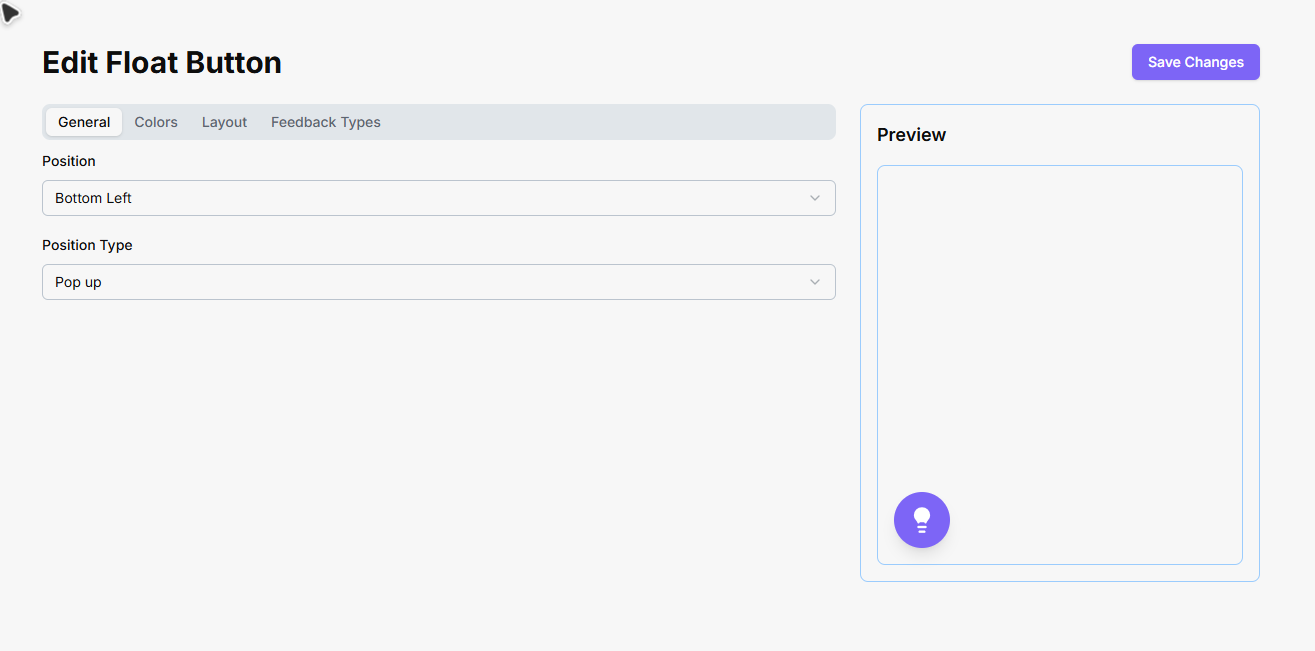 Edit Float Button
Save Changes
General Colors Layout Feedback Types
Position
Bottom Left
Position Type
Pop up
Preview